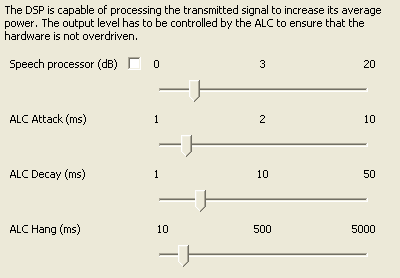 The DSP is capable of processing the transmitted signal to increase its average
power. The output level has to be controlled by the ALC to ensure that the
hardware is not overdriven.
Speech processor (dB) 0 3 20
ALC Attack (ms) 1 2 10
ALC Decay (ms) 1 10 50
ALC Hang (ms) 10 500 5000